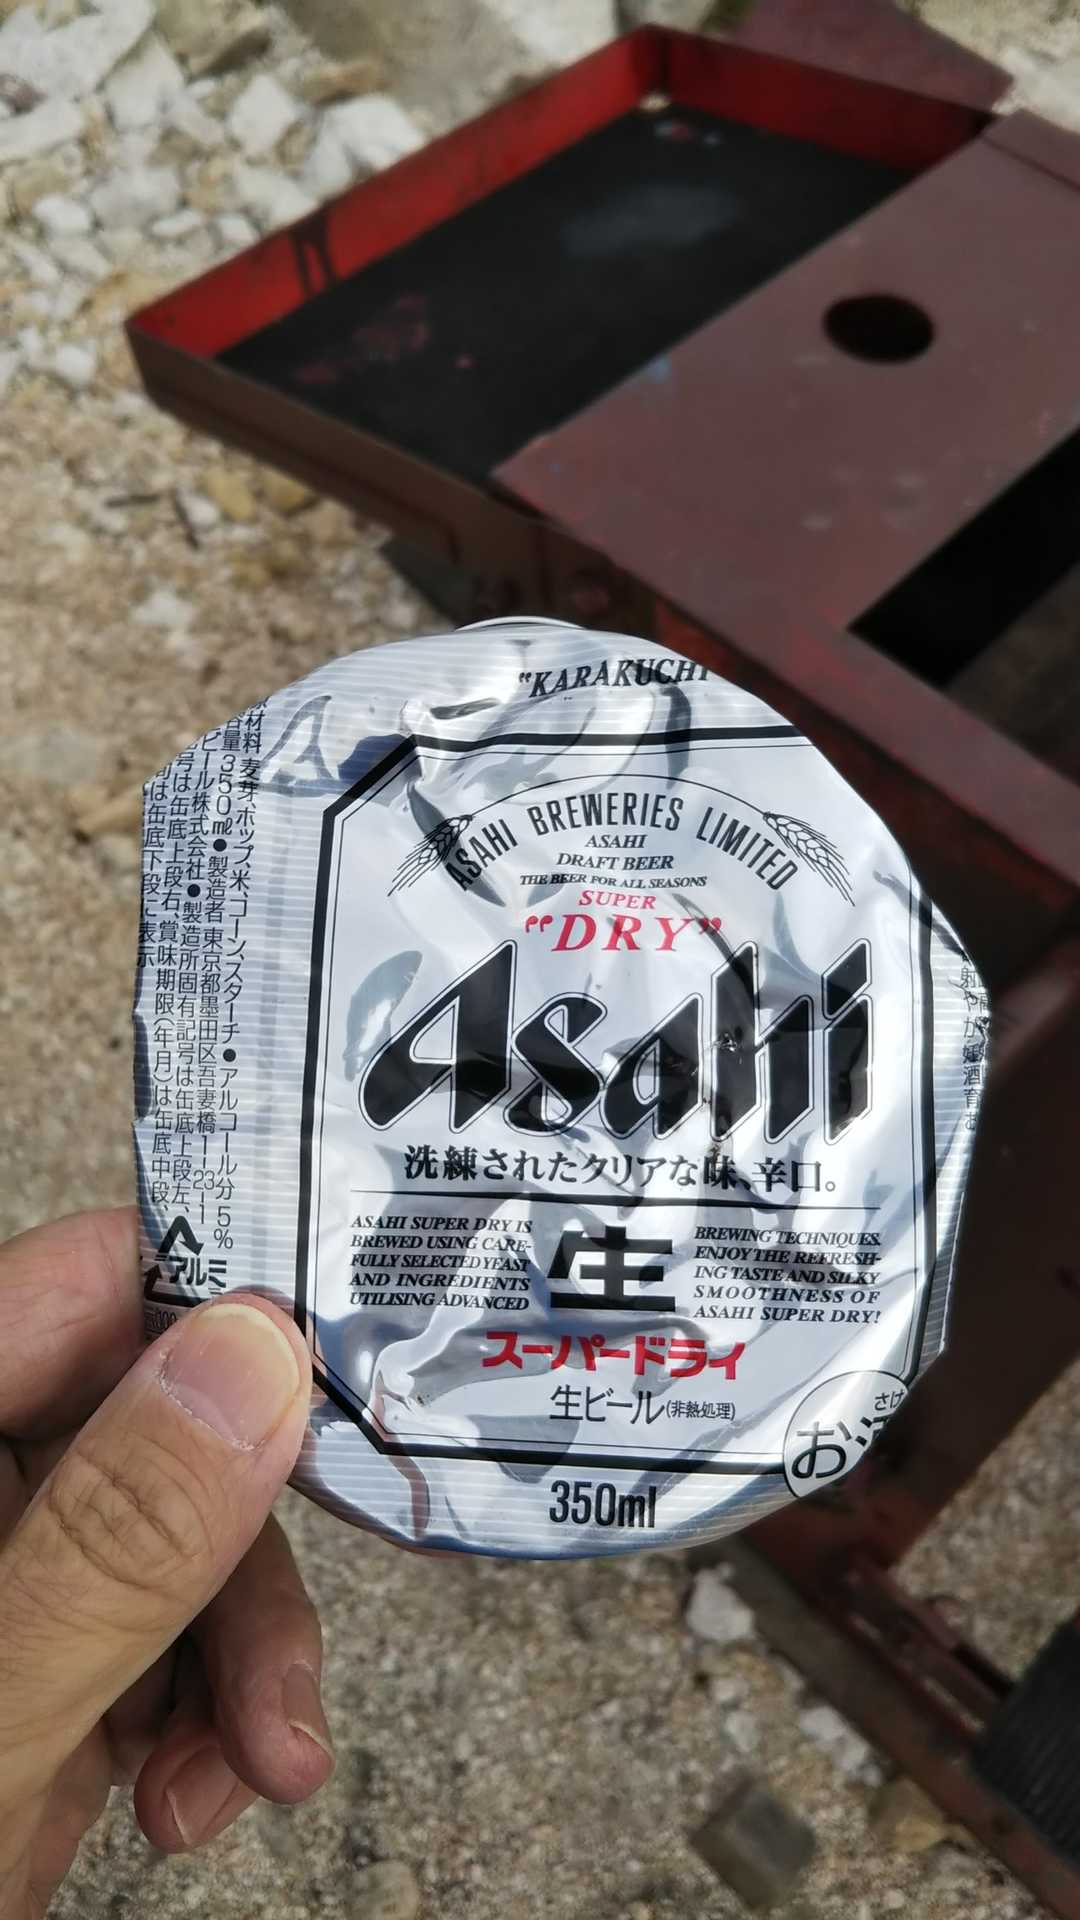 "KARAKUCHI
ASAHI BREWERIES LIMITED
ASAHI
DRAFT BEER
THE BEER FOR ALL SEASONS
SUPER
"DRY"
Asahi
洗練されたクリアな味、辛口。
ASAHI SUPER DRY IS
BREWED USING CARE-
FULLY SELECTED YEAST
AND INGREDIENTS
UTILISING ADVANCED
生
BREWING TECHNIQUES.
ENJOY THE REFRESH-
ING TASTE AND SILKY
SMOOTHNESS OF
ASAHI SUPER DRY!
スーパードライ
生ビール(非熱処理)
350ml
さけ
お酒
材料 麦芽、ホップ、米、コーン、スターチ●アルコール分5%
容量350㎖●製造者 東京都墨田区吾妻橋1-23-1
ビール株式会社●製造所固有記号は缶底上段左、
号は缶底上段右、賞味期限(年月)は缶底中段、
は缶底下段に表示
アルミ